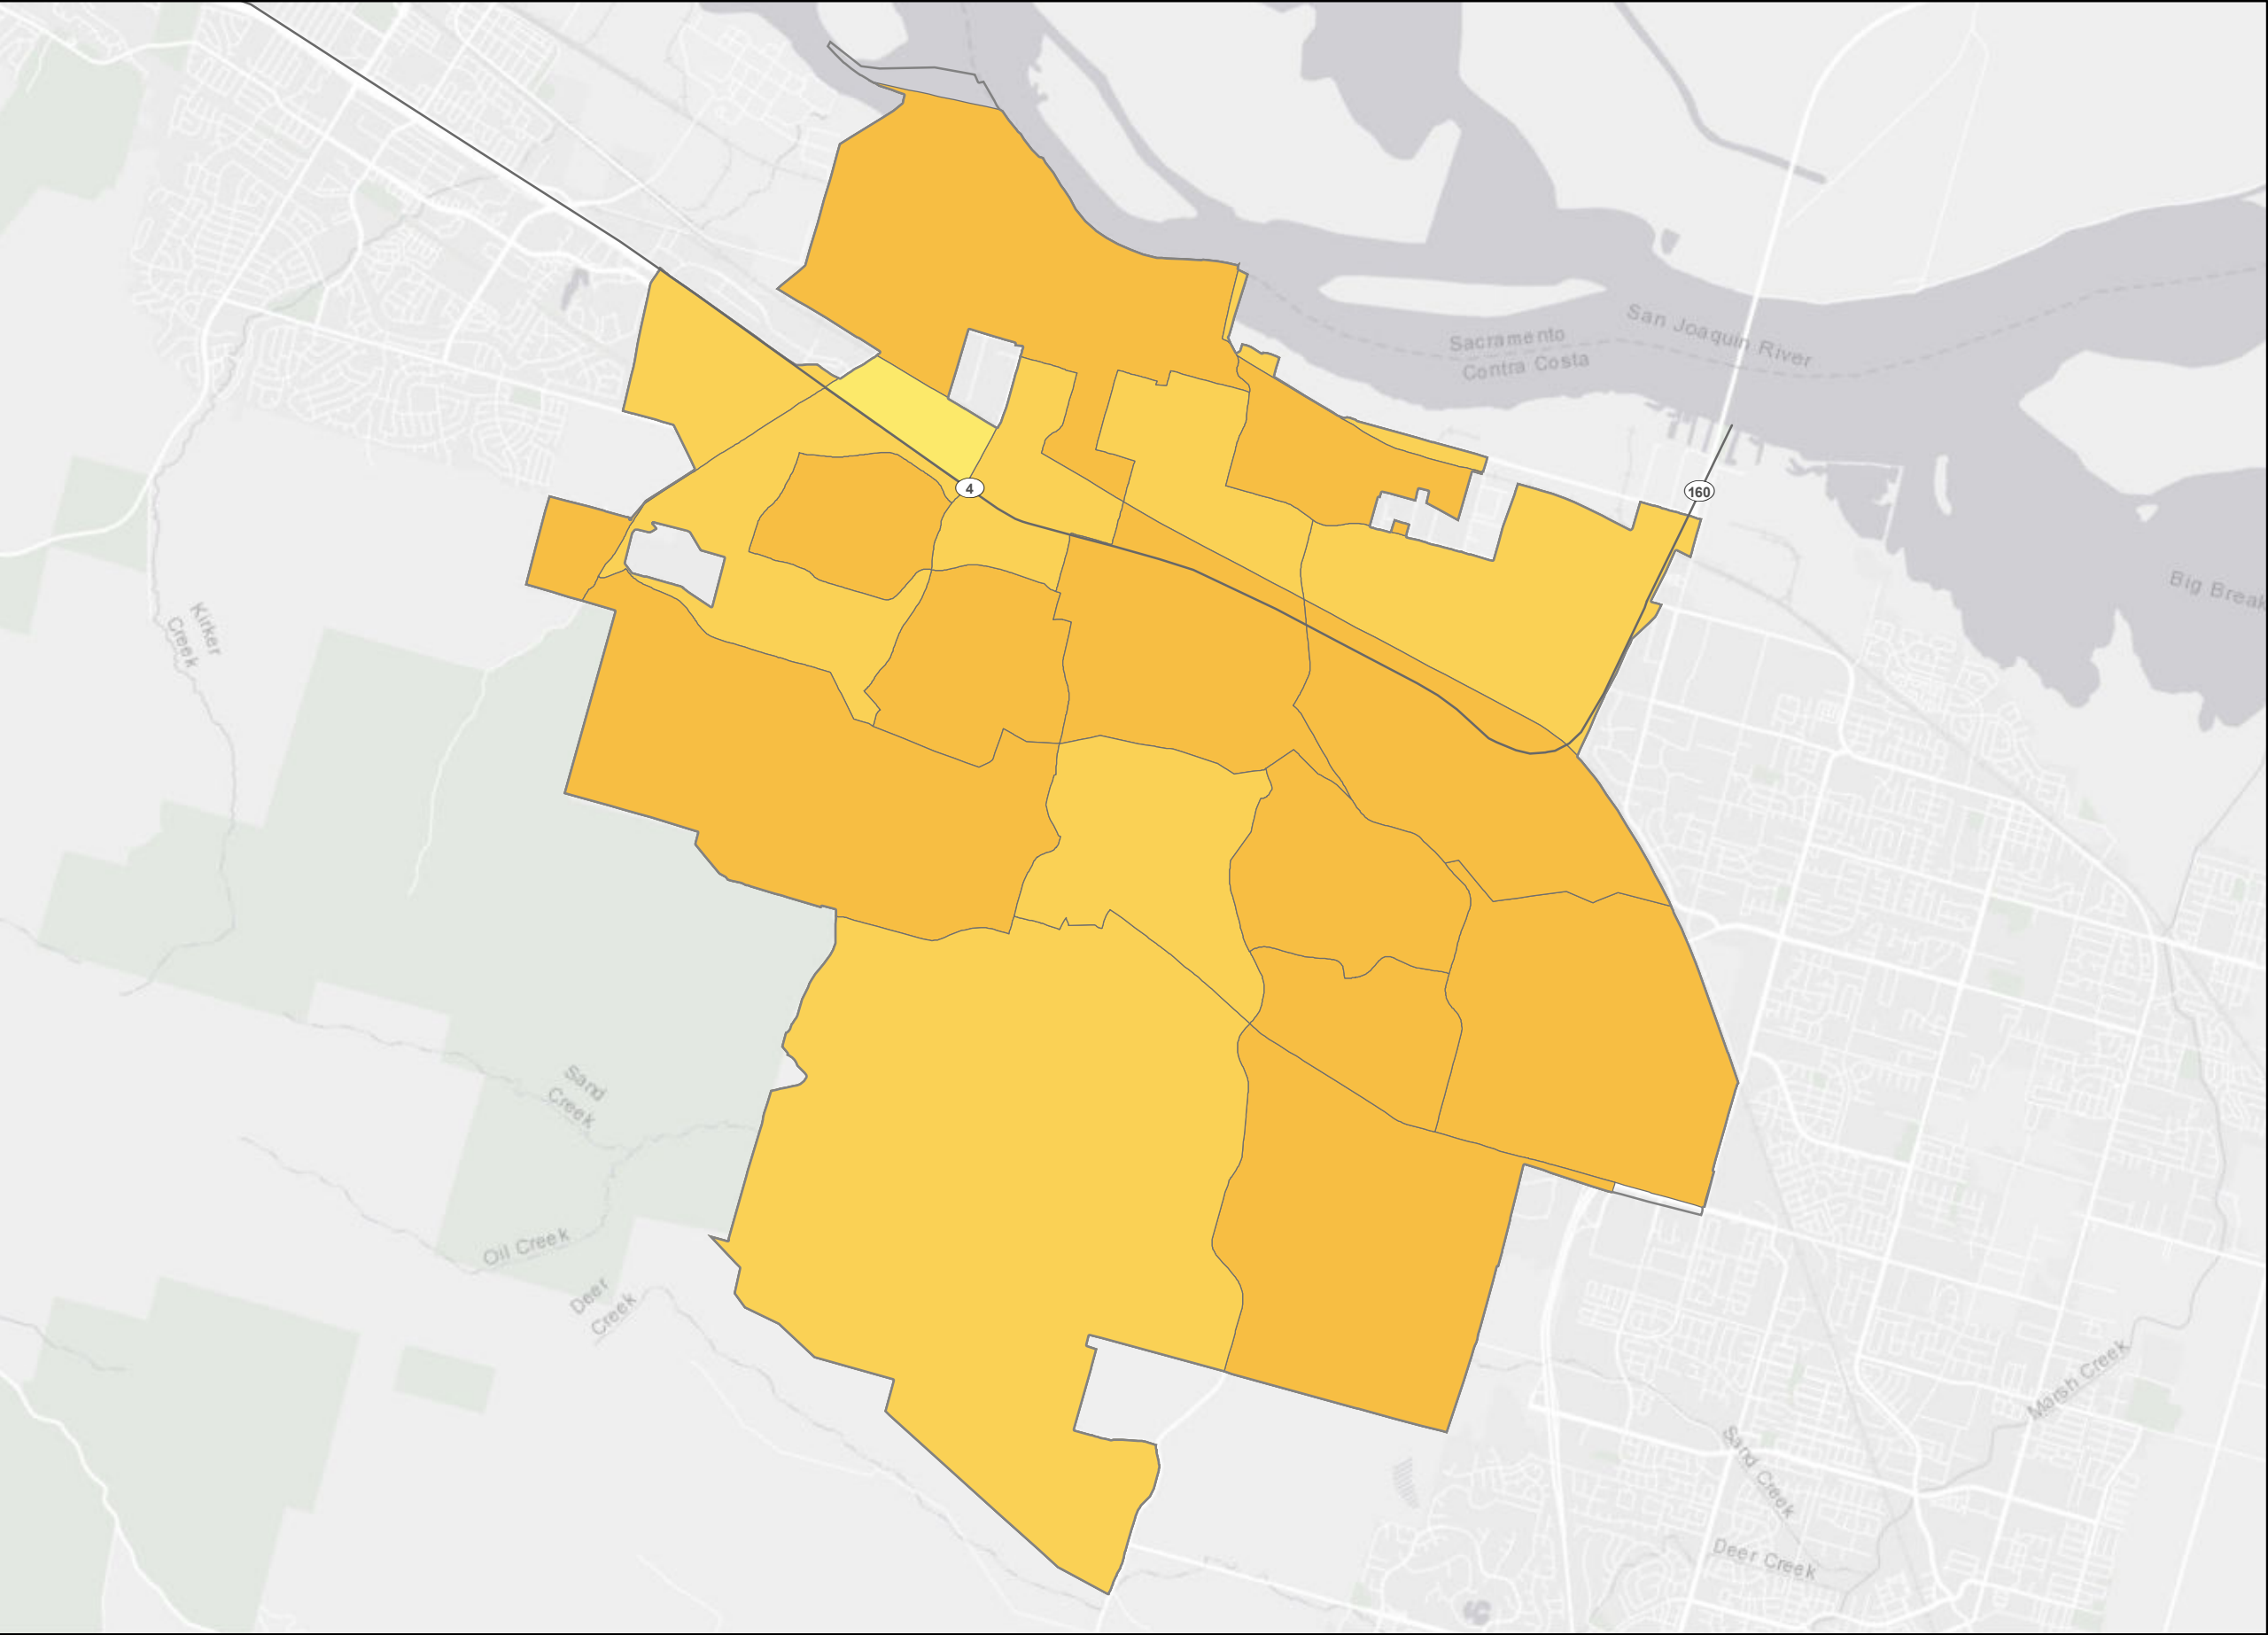 San Joaquin River
Sacramento
Contra Costa
4
160
Big Break
Kirker
Creek
Sand
Creek
Oil Creek
Deer
Creek
Marsh Creek
Sand Creek
Deer Creek